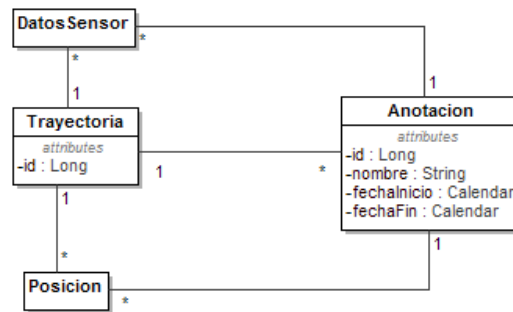 DatosSensor
*
*
1
1
Trayectoria
attributes
-id : Long
1
*
1
Anotacion
attributes
-id : Long
-nombre : String
-fechaInicio : Calendar
-fechaFin : Calendar
1
*
Posicion
*